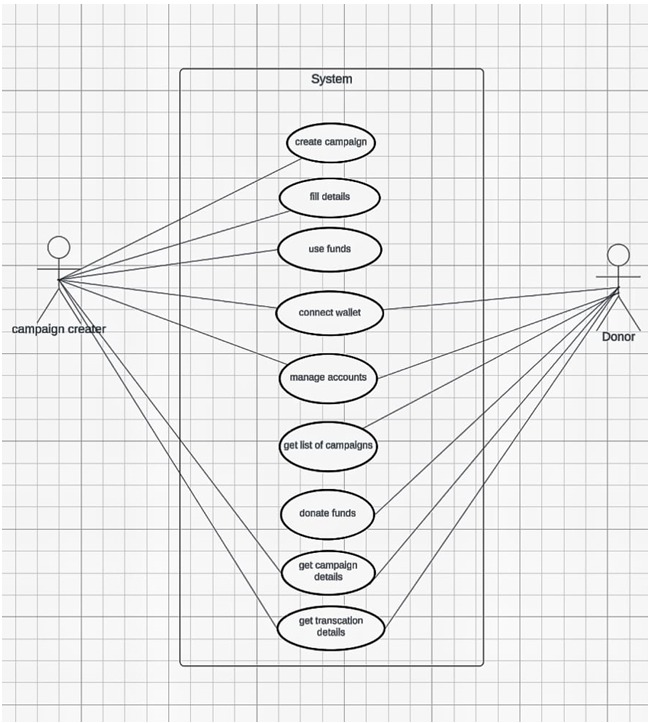 System
create campaign
fill details
use funds
connect wallet
campaign creater
Donor
manage accounts
get list of campaigns
donate funds
get campaign
details
get transcation
details